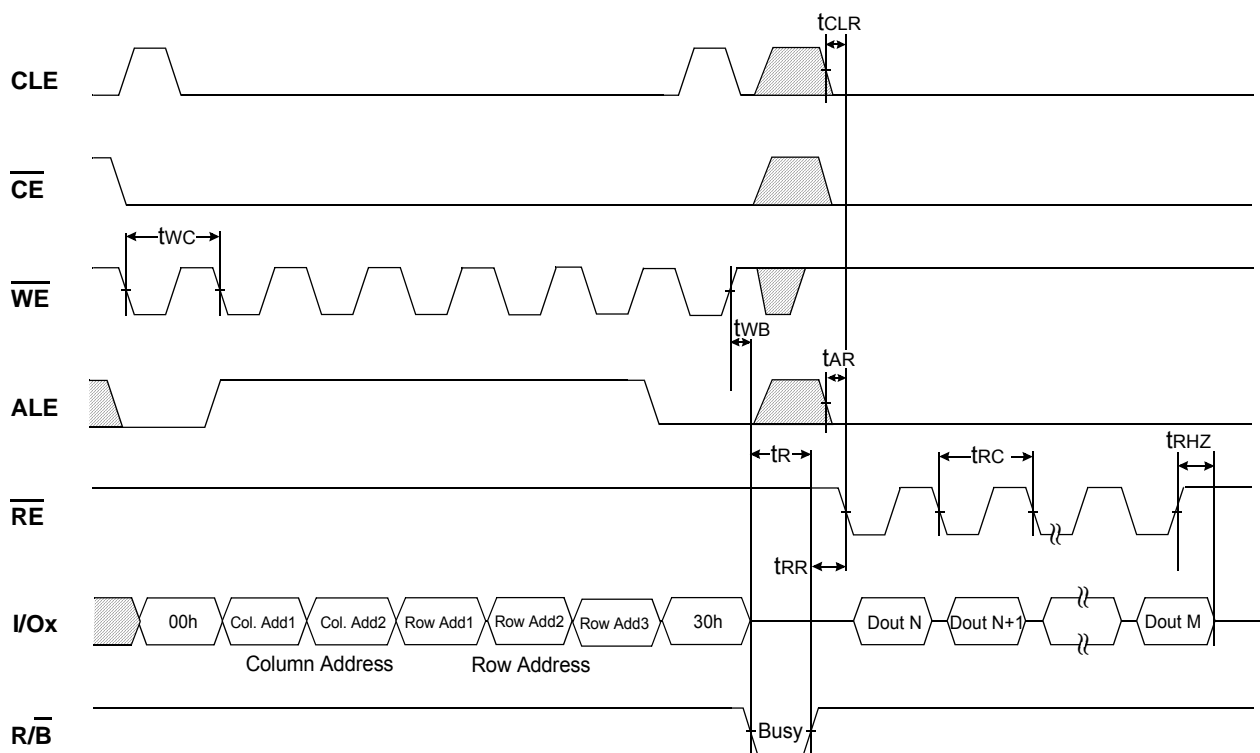 tCLR
CLE
CE
tWC
WE
tWB
tAR
ALE
tR
tRC
tRHZ
RE
tRR
I/Ox
00h Col. Add1 Col. Add2 Row Add1 Row Add2 Row Add3 30h Dout N Dout N+1 Dout M
Column Address Row Address
R/B
Busy